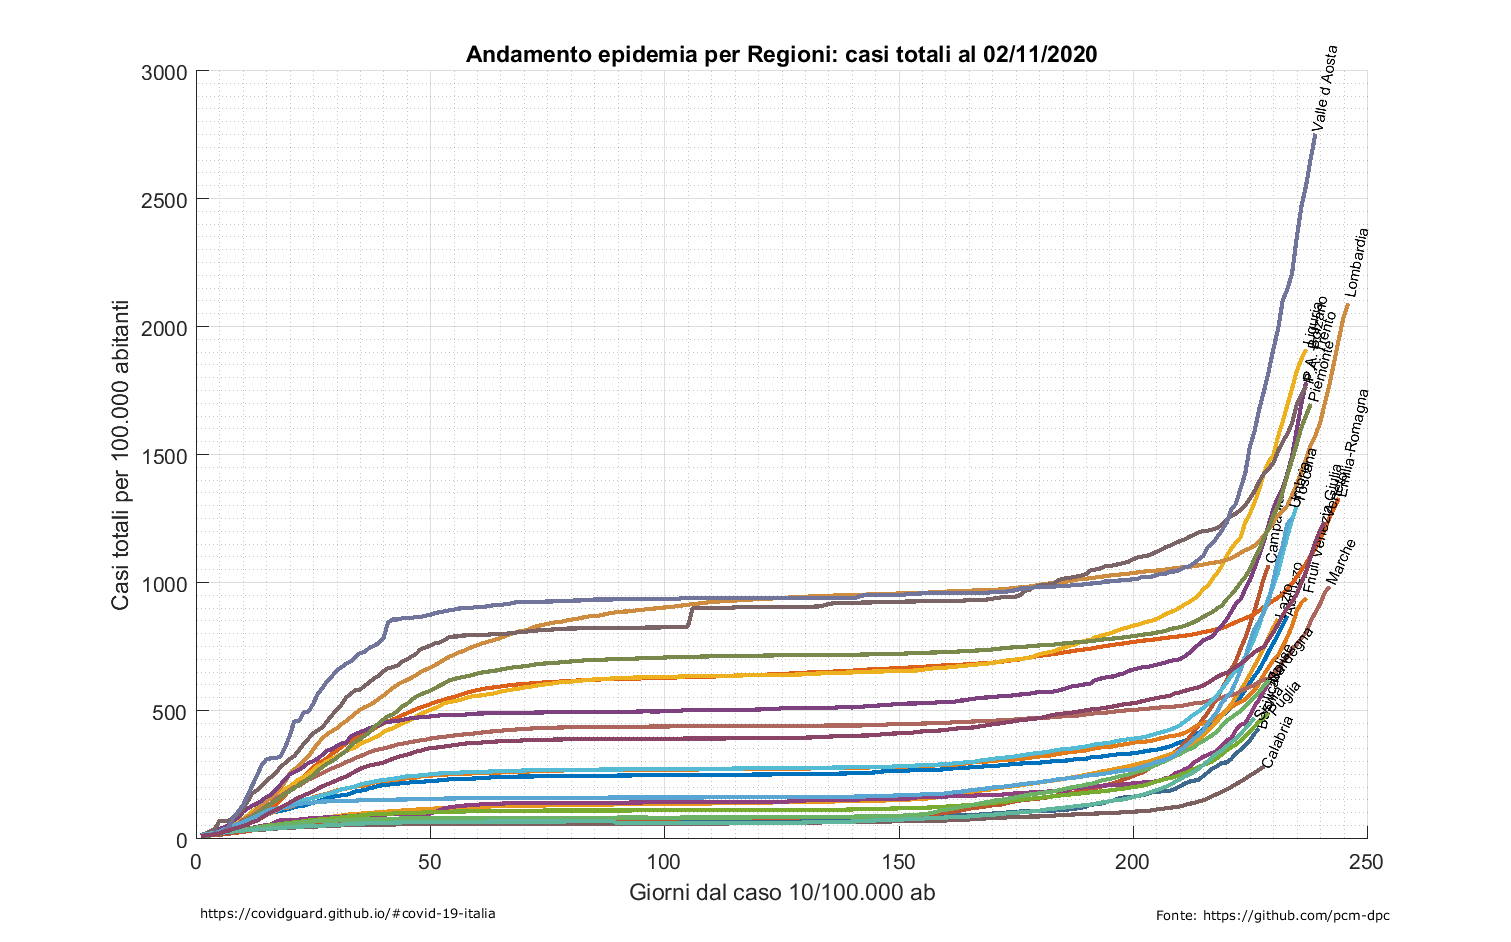 Andamento epidemia per Regioni: casi totali al 02/11/2020
Casi totali per 100.000 abitanti
3000
2500
2000
1500
1000
500
0
0
50
100
150
200
250
Giorni dal caso 10/100.000 ab
Valle d Aosta
Lombardia
Liguria
P.A. Bolzano
P.A. Trento
Piemonte
Emilia-Romagna
Toscana
Umbria
Veneto
Friuli Venezia Giulia
Marche
Lazio
Sardegna
Puglia
Calabria
https://covidguard.github.io/#covid-19-italia
Fonte: https://github.com/pcm-dpc